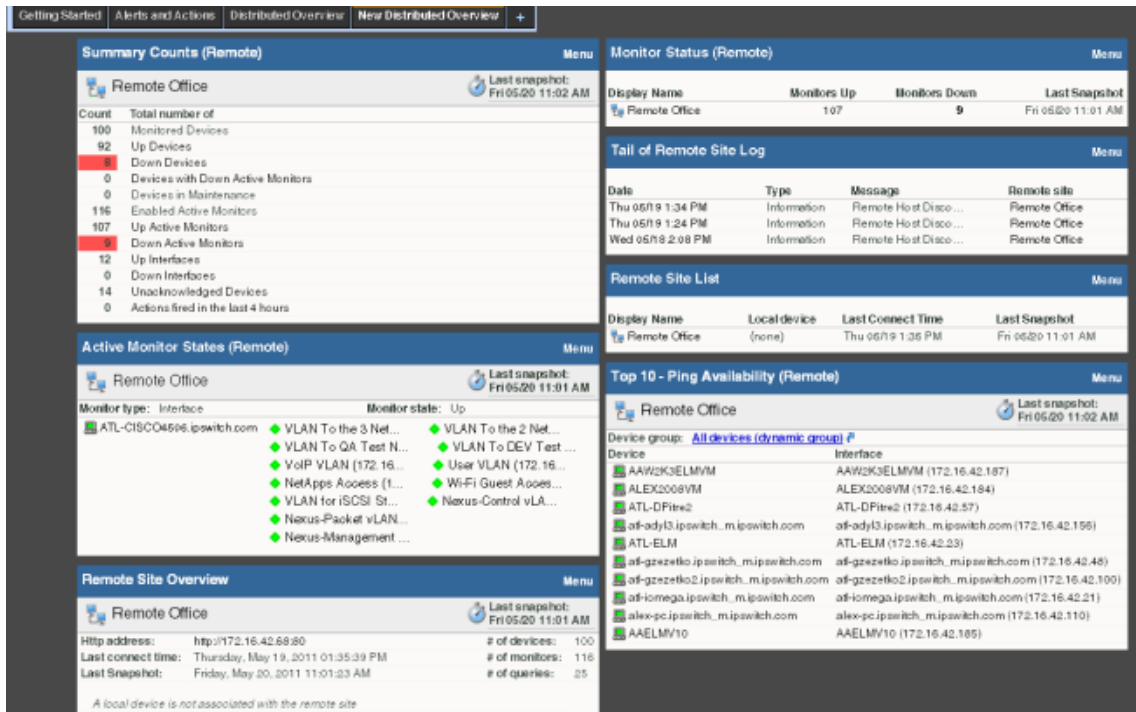 Getting Started Alerts and Actions Distributed Overview New Distributed Overview +
Summary Counts (Remote) Menu
Remote Office Last snapshot:
Fri 05/20 11:02 AM
Count Total number of
100 Monitored Devices
92 Up Devices
8 Down Devices
0 Devices with Down Active Monitors
0 Devices in Maintenance
116 Enabled Active Monitors
107 Up Active Monitors
9 Down Active Monitors
12 Up Interfaces
0 Down Interfaces
14 Unacknowledged Devices
0 Actions fired in the last 4 hours
Active Monitor States (Remote) Menu
Remote Office Last snapshot:
Fri 05/20 11:01 AM
Monitor type: Interface Monitor state: Up
ATL-CISCO4506.ipswitch.com VLAN To the 3 Net... VLAN To the 2 Net...
VLAN To QA Test N... VLAN To DEV Test ...
VoIP VLAN (172.16... User VLAN (172.16...
NetApps Access (1... Wi-Fi Guest Acces...
VLAN for iSCSI St... Nexus-Control vLA...
Nexus-Packet vLAN...
Nexus-Management ...
Remote Site Overview Menu
Remote Office Last snapshot:
Fri 05/20 11:01 AM
Http address: http://172.16.42.68:80 # of devices: 100
Last connect time: Thursday, May 19, 2011 01:35:39 PM # of monitors: 116
Last Snapshot: Friday, May 20, 2011 11:01:23 AM # of queries: 25
A local device is not associated with the remote site
Monitor Status (Remote) Menu
Display Name Monitors Up Monitors Down Last Snapshot
Remote Office 107 9 Fri 05/20 11:01 AM
Tail of Remote Site Log Menu
Date Type Message Remote site
Thu 05/19 1:34 PM Information Remote Host Disco... Remote Office
Thu 05/19 1:24 PM Information Remote Host Disco... Remote Office
Wed 05/18 2:08 PM Information Remote Host Disco... Remote Office
Remote Site List Menu
Display Name Local device Last Connect Time Last Snapshot
Remote Office (none) Thu 05/19 1:35 PM Fri 05/20 11:01 AM
Top 10 - Ping Availability (Remote) Menu
Remote Office Last snapshot:
Fri 05/20 11:02 AM
Device group: All devices (dynamic group)
Device Interface
AAW2K3ELMVM AAW2K3ELMVM (172.16.42.187)
ALEX2008VM ALEX2008VM (172.16.42.184)
ATL-DPitre2 ATL-DPitre2 (172.16.42.57)
atl-adyl3.ipswitch_m.ipswitch.com atl-adyl3.ipswitch_m.ipswitch.com (172.16.42.156)
ATL-ELM ATL-ELM (172.16.42.23)
atl-gzezetko.ipswitch_m.ipswitch.com atl-gzezetko.ipswitch_m.ipswitch.com (172.16.42.48)
atl-gzezetko2.ipswitch_m.ipswitch.com atl-gzezetko2.ipswitch_m.ipswitch.com (172.16.42.100)
atl-iomega.ipswitch_m.ipswitch.com atl-iomega.ipswitch_m.ipswitch.com (172.16.42.21)
alex-pc.ipswitch_m.ipswitch.com alex-pc.ipswitch_m.ipswitch.com (172.16.42.110)
AAELMV10 AAELMV10 (172.16.42.185)